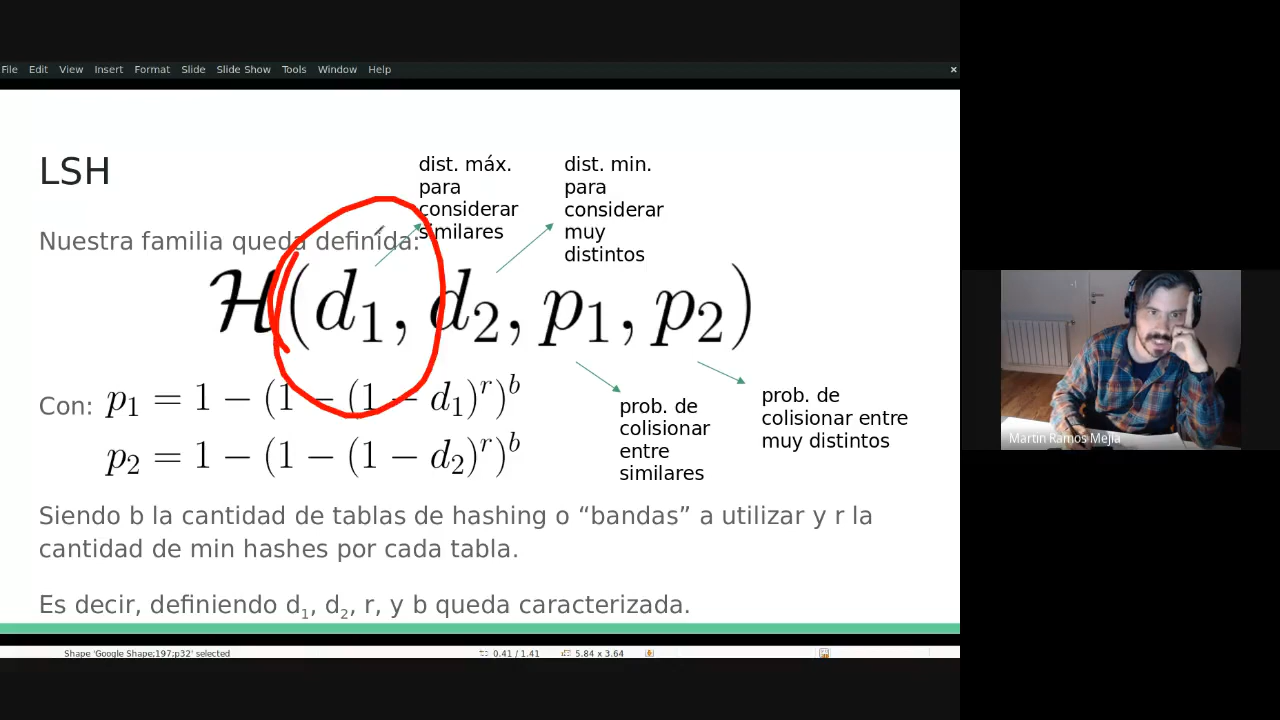 File Edit View Insert Format Slide Slide Show Tools Window Help ×
LSH
dist. máx.
para
considerar
similares
dist. min.
para
considerar
muy
distintos
Nuestra familia queda definida:
ℋ(d₁, d₂, p₁, p₂)
Con: p₁ = 1 − (1 − (1 − d₁)ʳ)ᵇ
p₂ = 1 − (1 − (1 − d₂)ʳ)ᵇ
prob. de
colisionar
entre
similares
prob. de
colisionar entre
muy distintos
Siendo b la cantidad de tablas de hashing o “bandas” a utilizar y r la
cantidad de min hashes por cada tabla.
Es decir, definiendo d₁, d₂, r, y b queda caracterizada.
Shape 'Google Shape;197;p32' selected 0.41 / 1.41 5.84 x 3.64
Martin Ramos Mejia